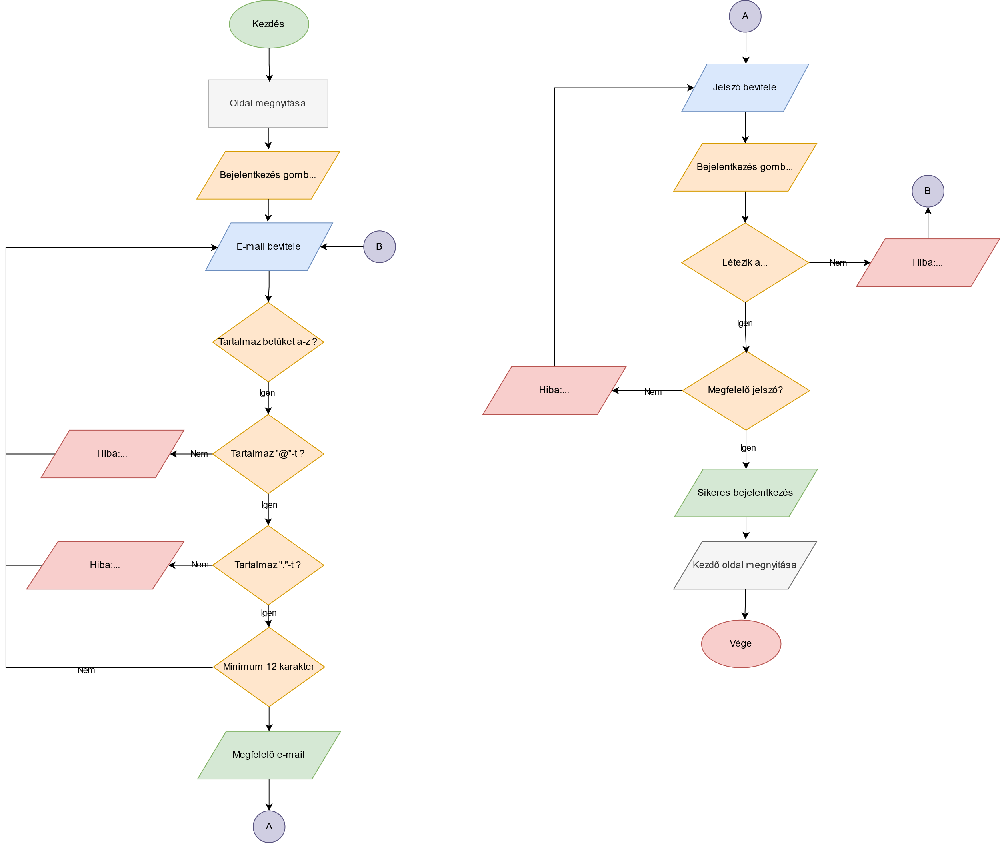 Kezdés
Oldal megnyitása
Bejelentkezés gomb...
E-mail bevitele
B
Tartalmaz betűket a-z ?
Igen
Tartalmaz "@"-t ?
Nem
Hiba:...
Igen
Tartalmaz "."-t ?
Nem
Hiba:...
Igen
Minimum 12 karakter
Nem
Megfelelő e-mail
A
A
Jelszó bevitele
Bejelentkezés gomb...
B
Létezik a...
Nem
Hiba:...
Igen
Megfelelő jelszó?
Nem
Hiba:...
Igen
Sikeres bejelentkezés
Kezdő oldal megnyitása
Vége